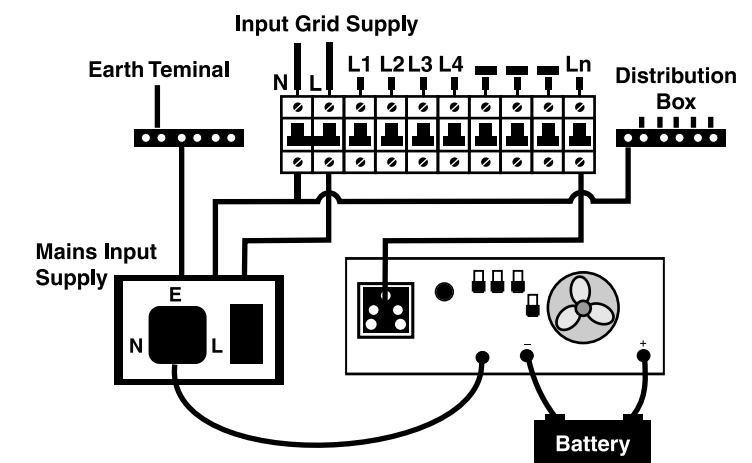 Input Grid Supply
Earth Teminal
N L L1 L2 L3 L4 Ln
Distribution
Box
Mains Input
Supply
E
N L
– +
Battery